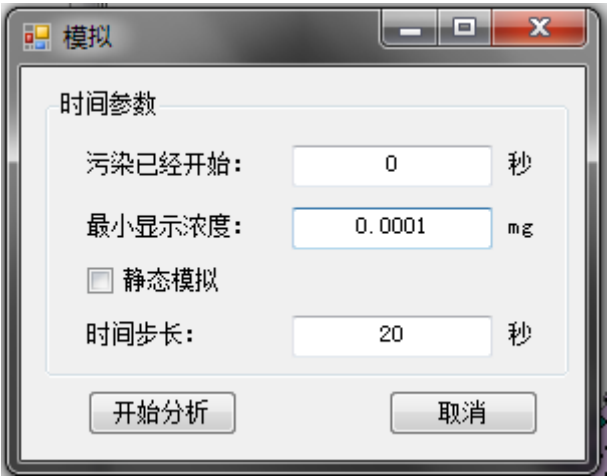 模拟
时间参数
污染已经开始: 0 秒
最小显示浓度: 0.0001 mg
静态模拟
时间步长: 20 秒
开始分析 取消